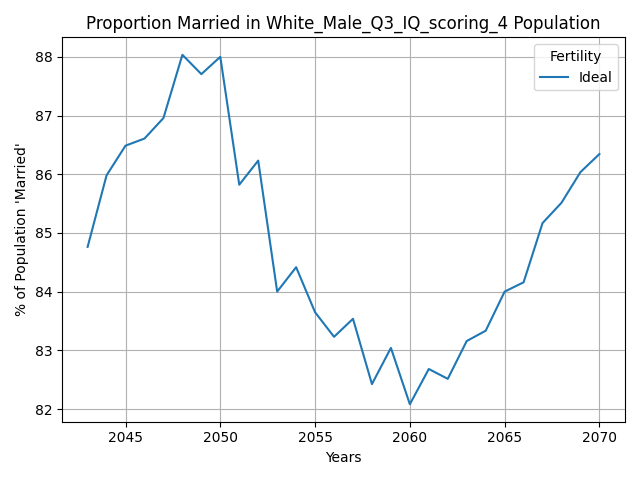 Proportion Married in White_Male_Q3_IQ_scoring_4 Population
Fertility
Ideal
% of Population 'Married'
88
87
86
85
84
83
82
2045 2050 2055 2060 2065 2070
Years